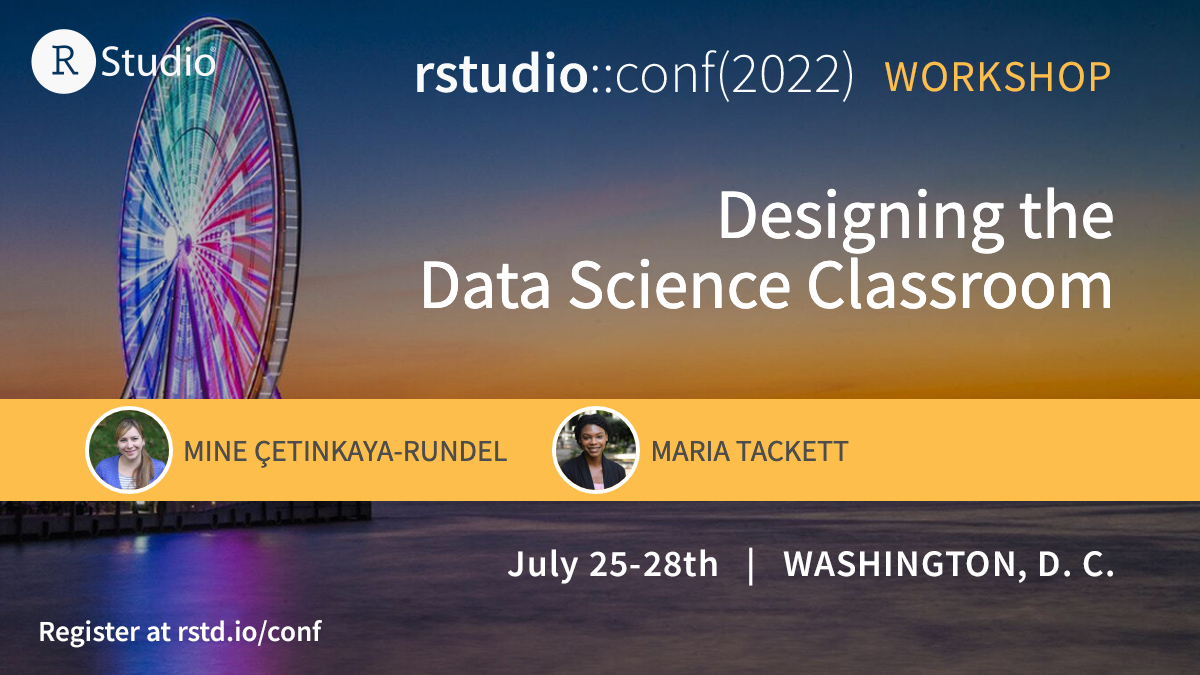 R Studio®
rstudio::conf(2022) WORKSHOP
Designing the
Data Science Classroom
MINE ÇETINKAYA-RUNDEL
MARIA TACKETT
July 25-28th | WASHINGTON, D. C.
Register at rstd.io/conf